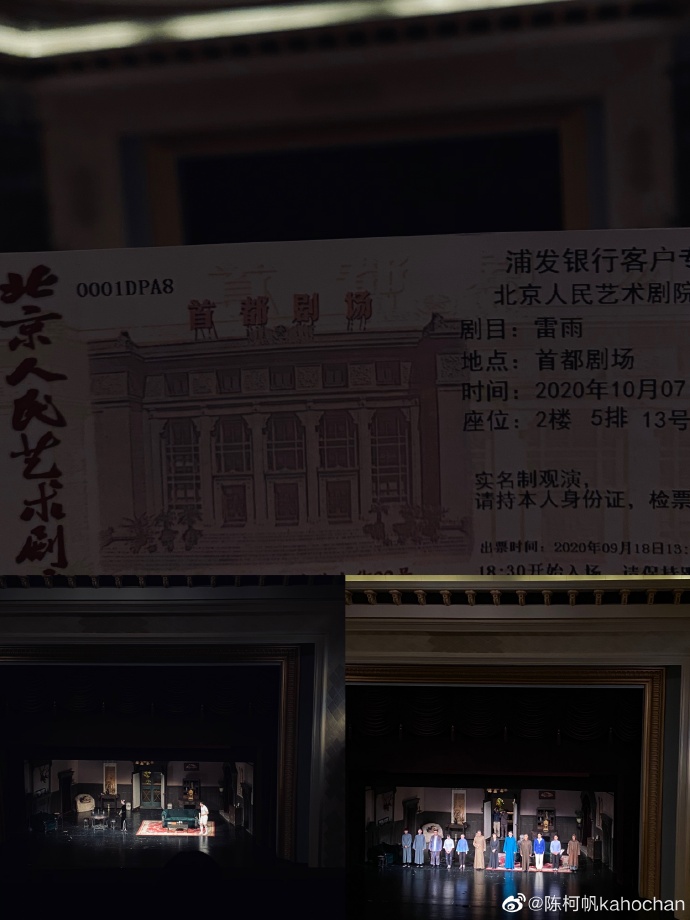 北京人民艺术剧
0001DPA8
首都剧场
浦发银行客户专
北京人民艺术剧院
剧目：雷雨
地点：首都剧场
时间：2020年10月07
座位：2楼 5排 13号
实名制观演，
请持本人身份证，检票
出票时间：2020年09月18日13:
18:30开始入场
@陈柯帆kahochan